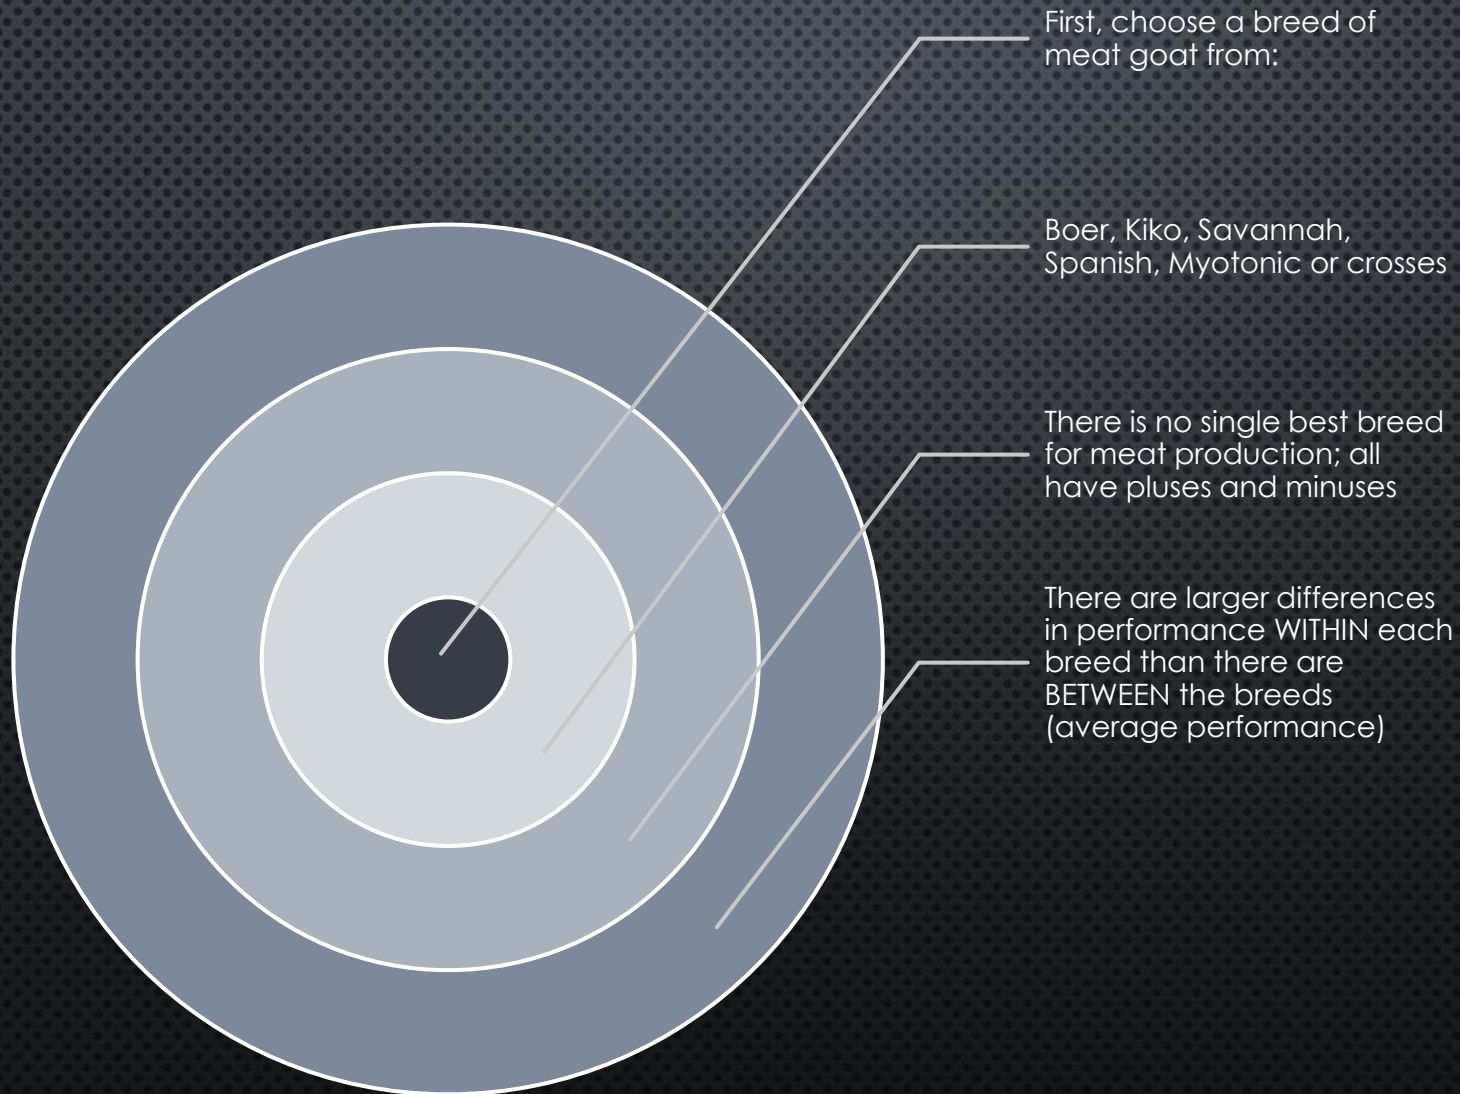 First, choose a breed of
meat goat from:
Boer, Kiko, Savannah,
Spanish, Myotonic or crosses
There is no single best breed
for meat production; all
have pluses and minuses
There are larger differences
in performance WITHIN each
breed than there are
BETWEEN the breeds
(average performance)